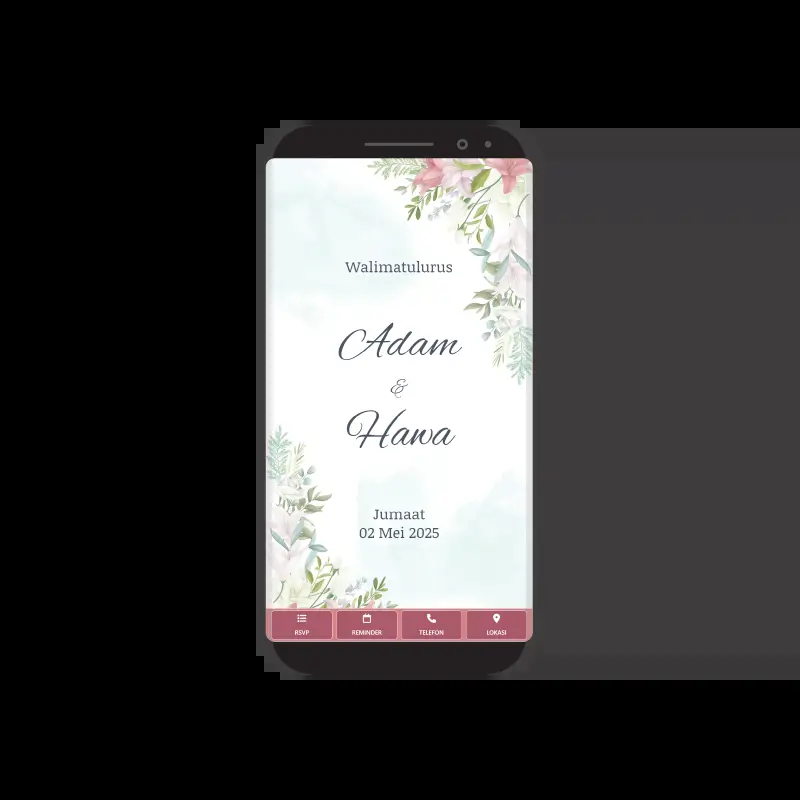 Walimatulurus
Adam
&
Hawa
Jumaat
02 Mei 2025
RSVP REMINDER TELEFON LOKASI